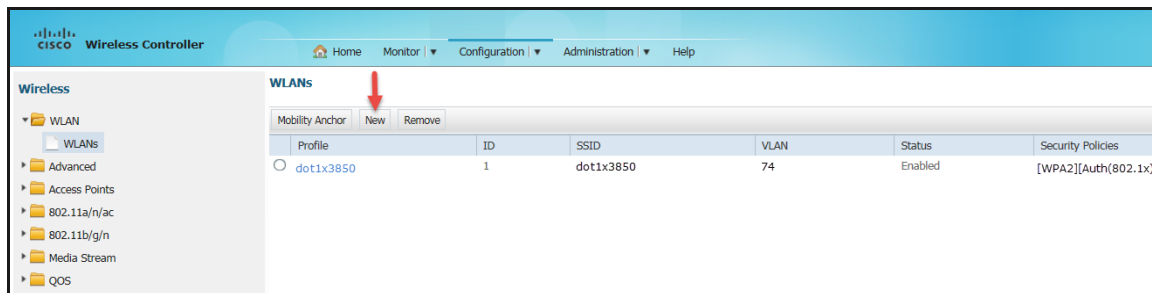 CISCO Wireless Controller
Home Monitor Configuration Administration Help
Wireless
WLAN
WLANs
Advanced
Access Points
802.11a/n/ac
802.11b/g/n
Media Stream
QOS
WLANs
Mobility Anchor New Remove
Profile ID SSID VLAN Status Security Policies
dot1x3850 1 dot1x3850 74 Enabled [WPA2][Auth(802.1x)